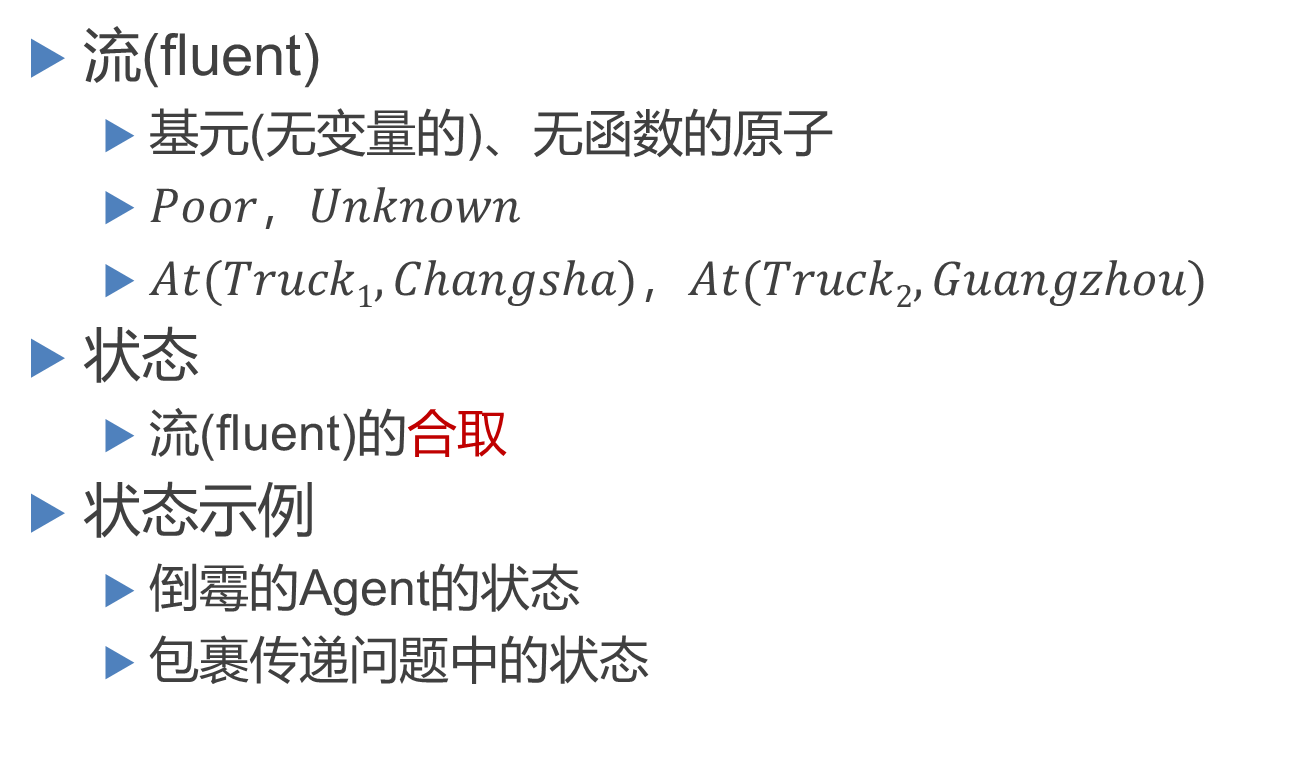 流(fluent)
基元(无变量的)、无函数的原子
Poor，Unknown
At(Truck₁,Changsha)，At(Truck₂,Guangzhou)
状态
流(fluent)的合取
状态示例
倒霉的Agent的状态
包裹传递问题中的状态